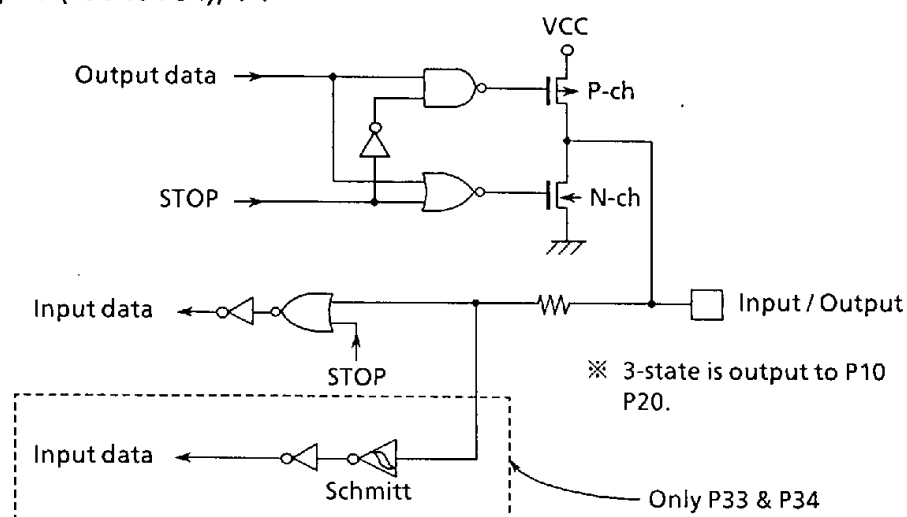 VCC
Output data
P-ch
STOP
N-ch
Input data
Input / Output
STOP
※ 3-state is output to P10
P20.
Input data
Schmitt
Only P33 & P34